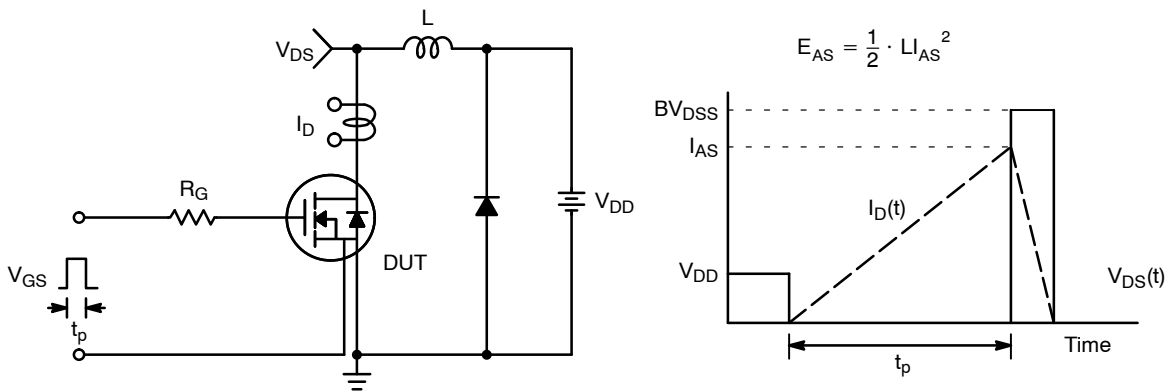 L
V_DS
I_D
R_G
V_DD
DUT
V_GS
t_p
E_AS = 1/2 · LI_AS^2
BV_DSS
I_AS
I_D(t)
V_DD
V_DS(t)
t_p
Time